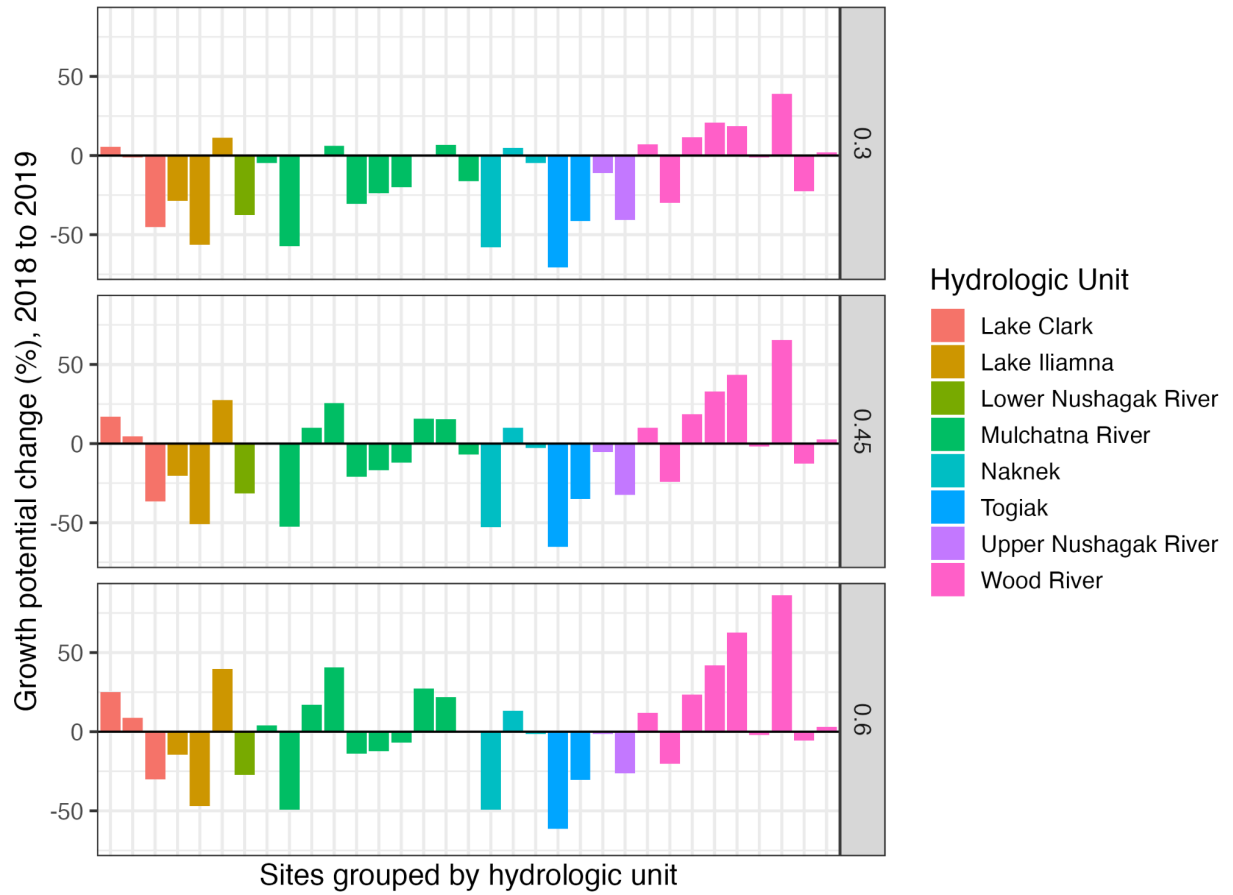 Growth potential change (%), 2018 to 2019
50
0
-50
0.3
50
0
-50
0.45
50
0
-50
0.6
Sites grouped by hydrologic unit
Hydrologic Unit
Lake Clark
Lake Iliamna
Lower Nushagak River
Mulchatna River
Naknek
Togiak
Upper Nushagak River
Wood River